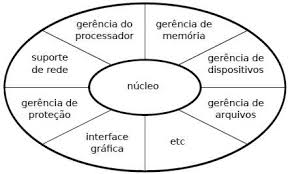 gerência do
processador
gerência de
memória
suporte
de rede
gerência de
dispositivos
núcleo
gerência de
proteção
gerência de
arquivos
interface
gráfica
etc